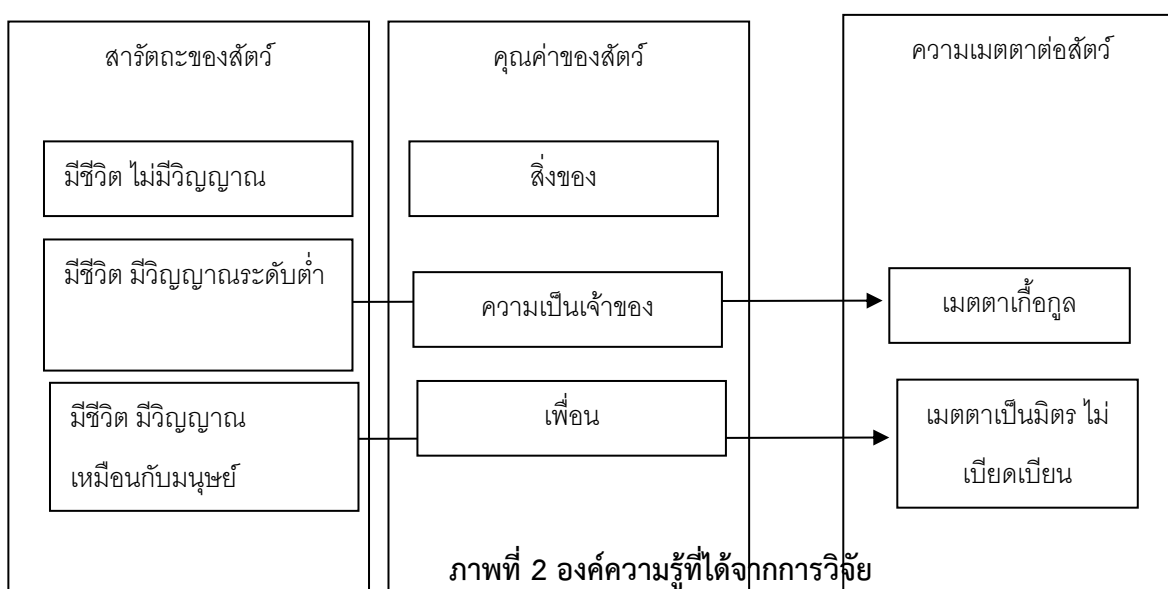 สารัตถะของสัตว์
มีชีวิต ไม่มีวิญญาณ
มีชีวิต มีวิญญาณระดับต่ำ
มีชีวิต มีวิญญาณ
เหมือนกับมนุษย์
คุณค่าของสัตว์
สิ่งของ
ความเป็นเจ้าของ
เพื่อน
ความเมตตาต่อสัตว์
เมตตาเกื้อกูล
เมตตาเป็นมิตร ไม่
เบียดเบียน
ภาพที่ 2 องค์ความรู้ที่ได้จากการวิจัย